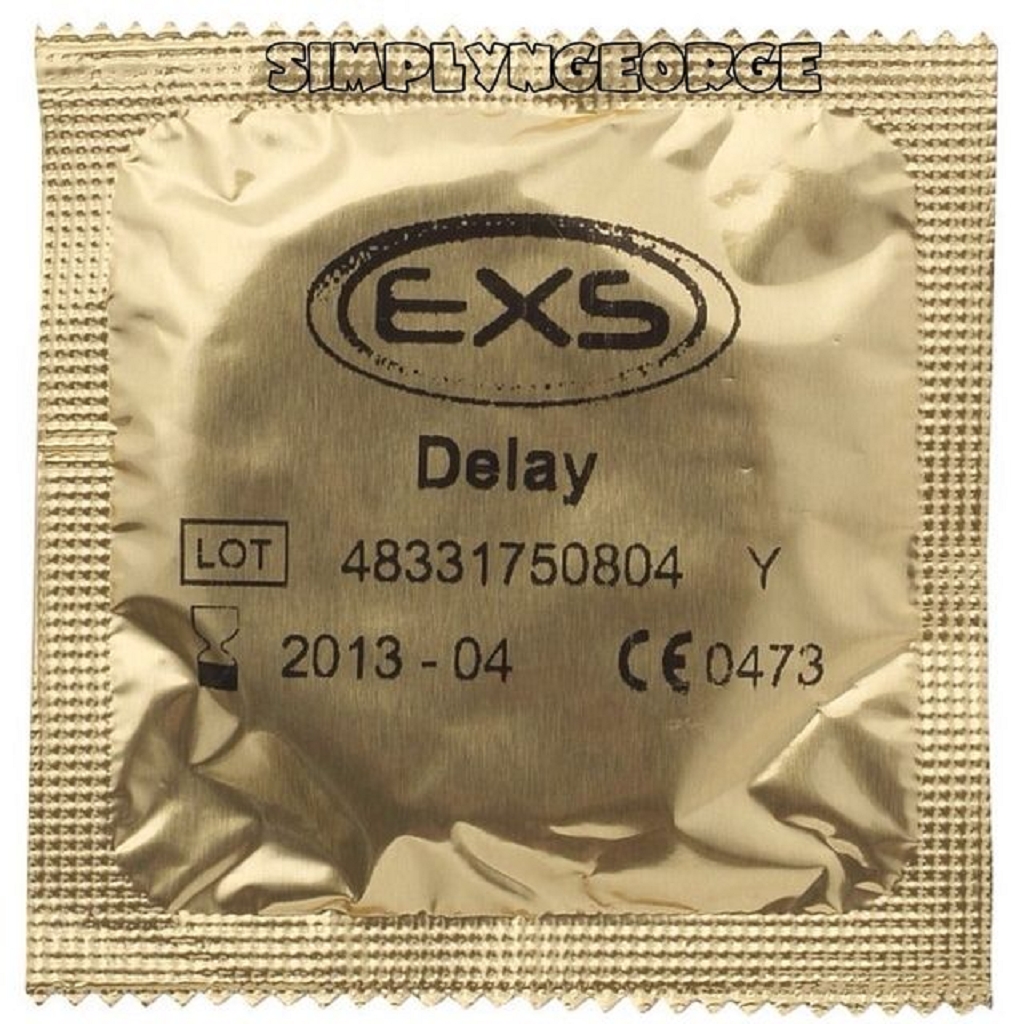 SIMPLYNGEORGE
EXS
Delay
LOT 48331750804 Y
2013 - 04 CE 0473